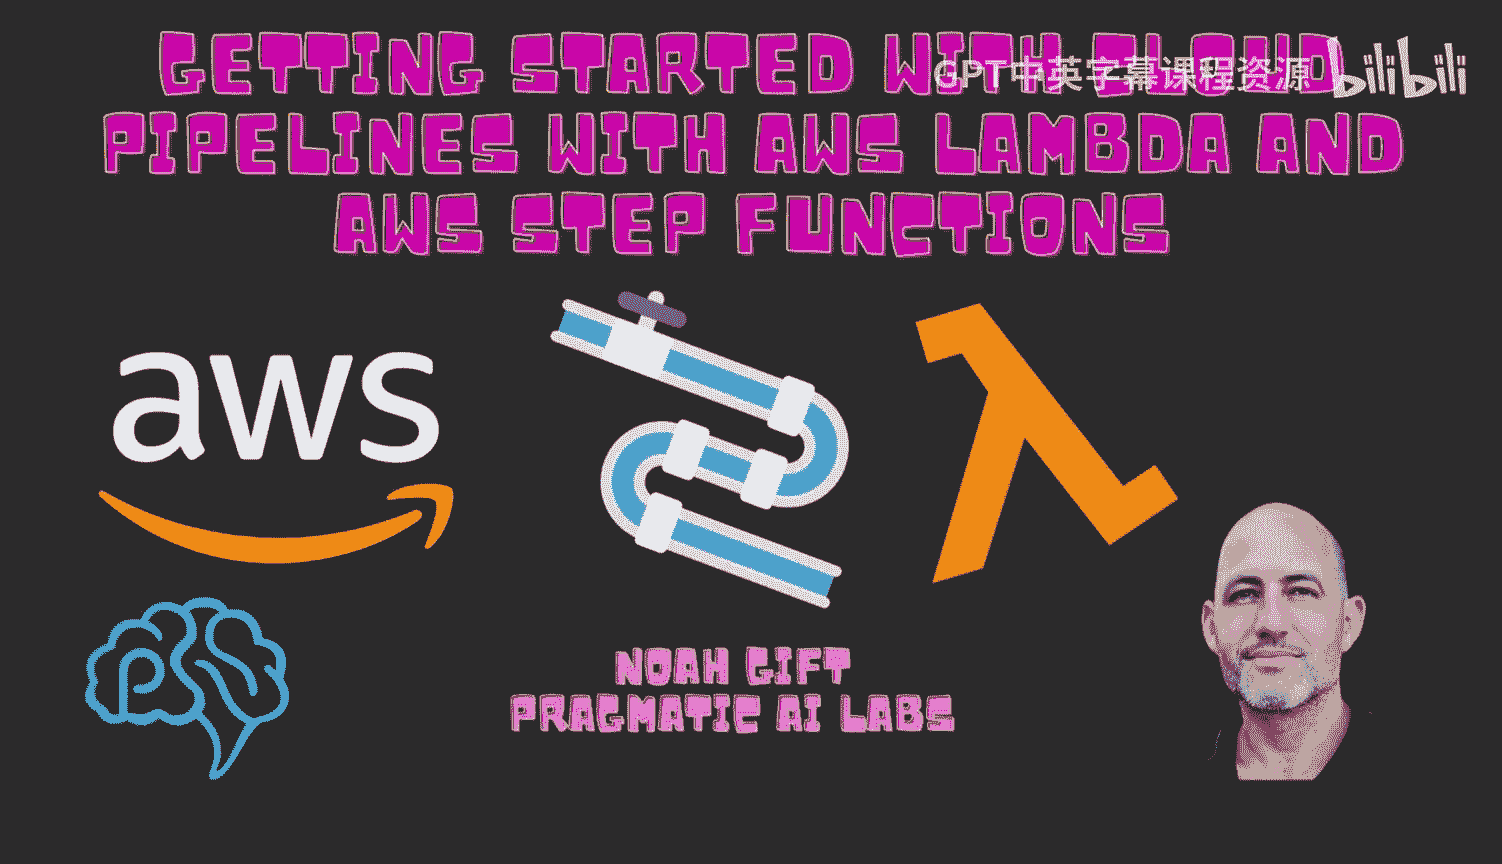 GETTING STARTED WITH CLOUD
GPT中英字幕课程资源 bilibili
PIPELINES WITH AWS LAMBDA AND
AWS STEP FUNCTIONS
aws
NOAH GIFT
PRAGMATIC AI LABS